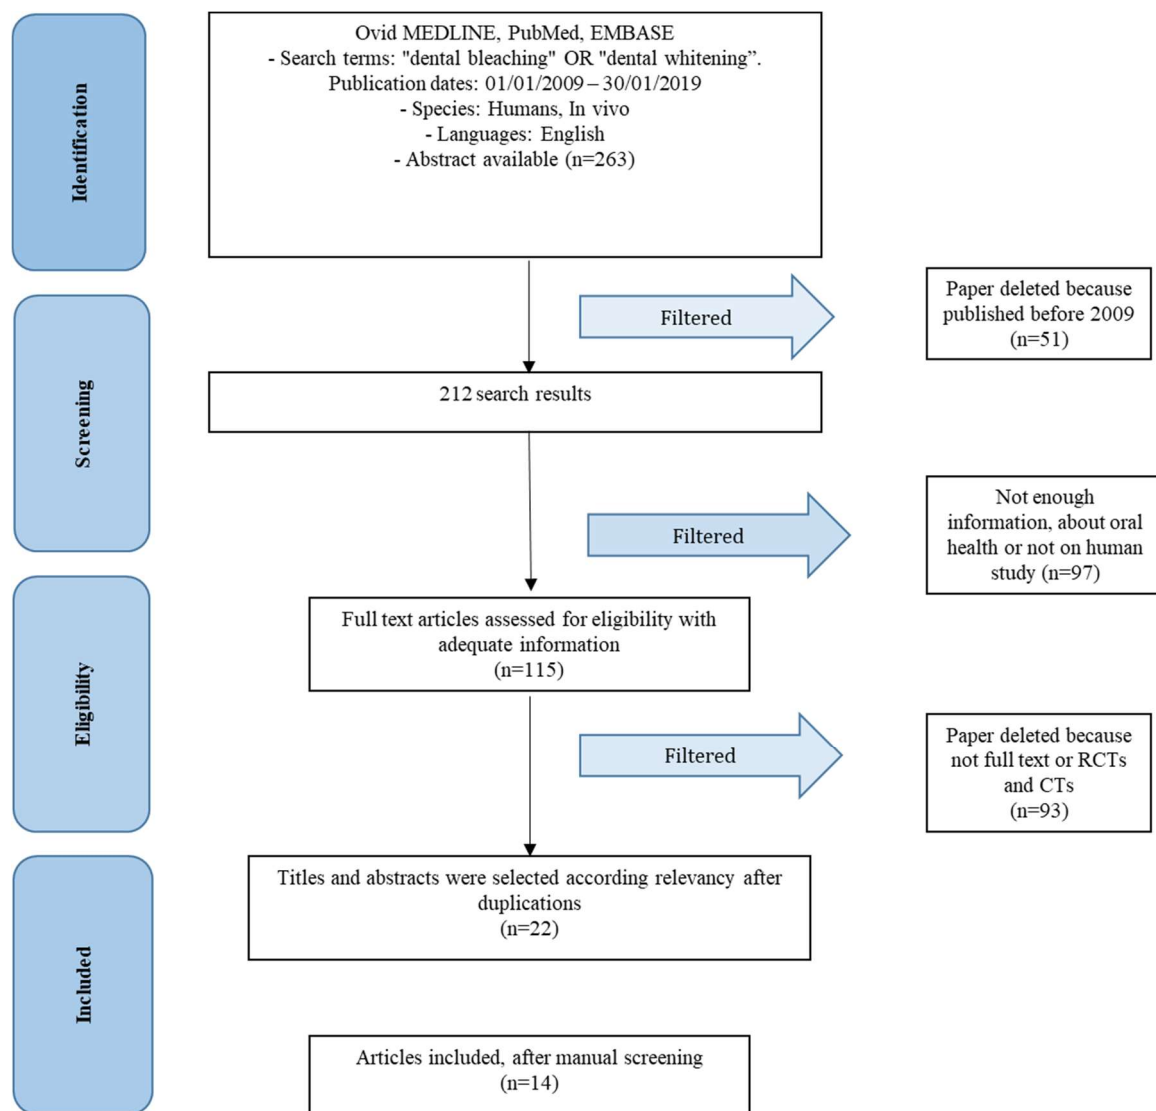 Identification
Ovid MEDLINE, PubMed, EMBASE
- Search terms: "dental bleaching" OR "dental whitening”.
Publication dates: 01/01/2009 – 30/01/2019
- Species: Humans, In vivo
- Languages: English
- Abstract available (n=263)
Filtered
Paper deleted because
published before 2009
(n=51)
Screening
212 search results
Filtered
Not enough
information, about oral
health or not on human
study (n=97)
Full text articles assessed for eligibility with
adequate information
(n=115)
Eligibility
Filtered
Paper deleted because
not full text or RCTs
and CTs
(n=93)
Titles and abstracts were selected according relevancy after
duplications
(n=22)
Included
Articles included, after manual screening
(n=14)